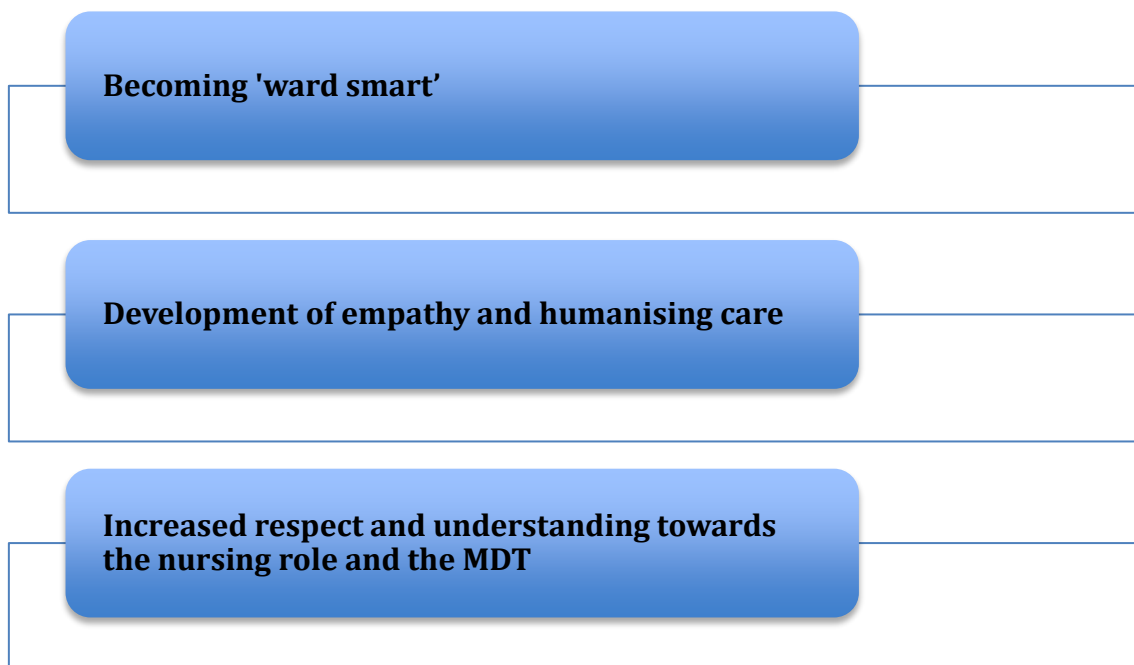 Becoming 'ward smart’
Development of empathy and humanising care
Increased respect and understanding towards
the nursing role and the MDT